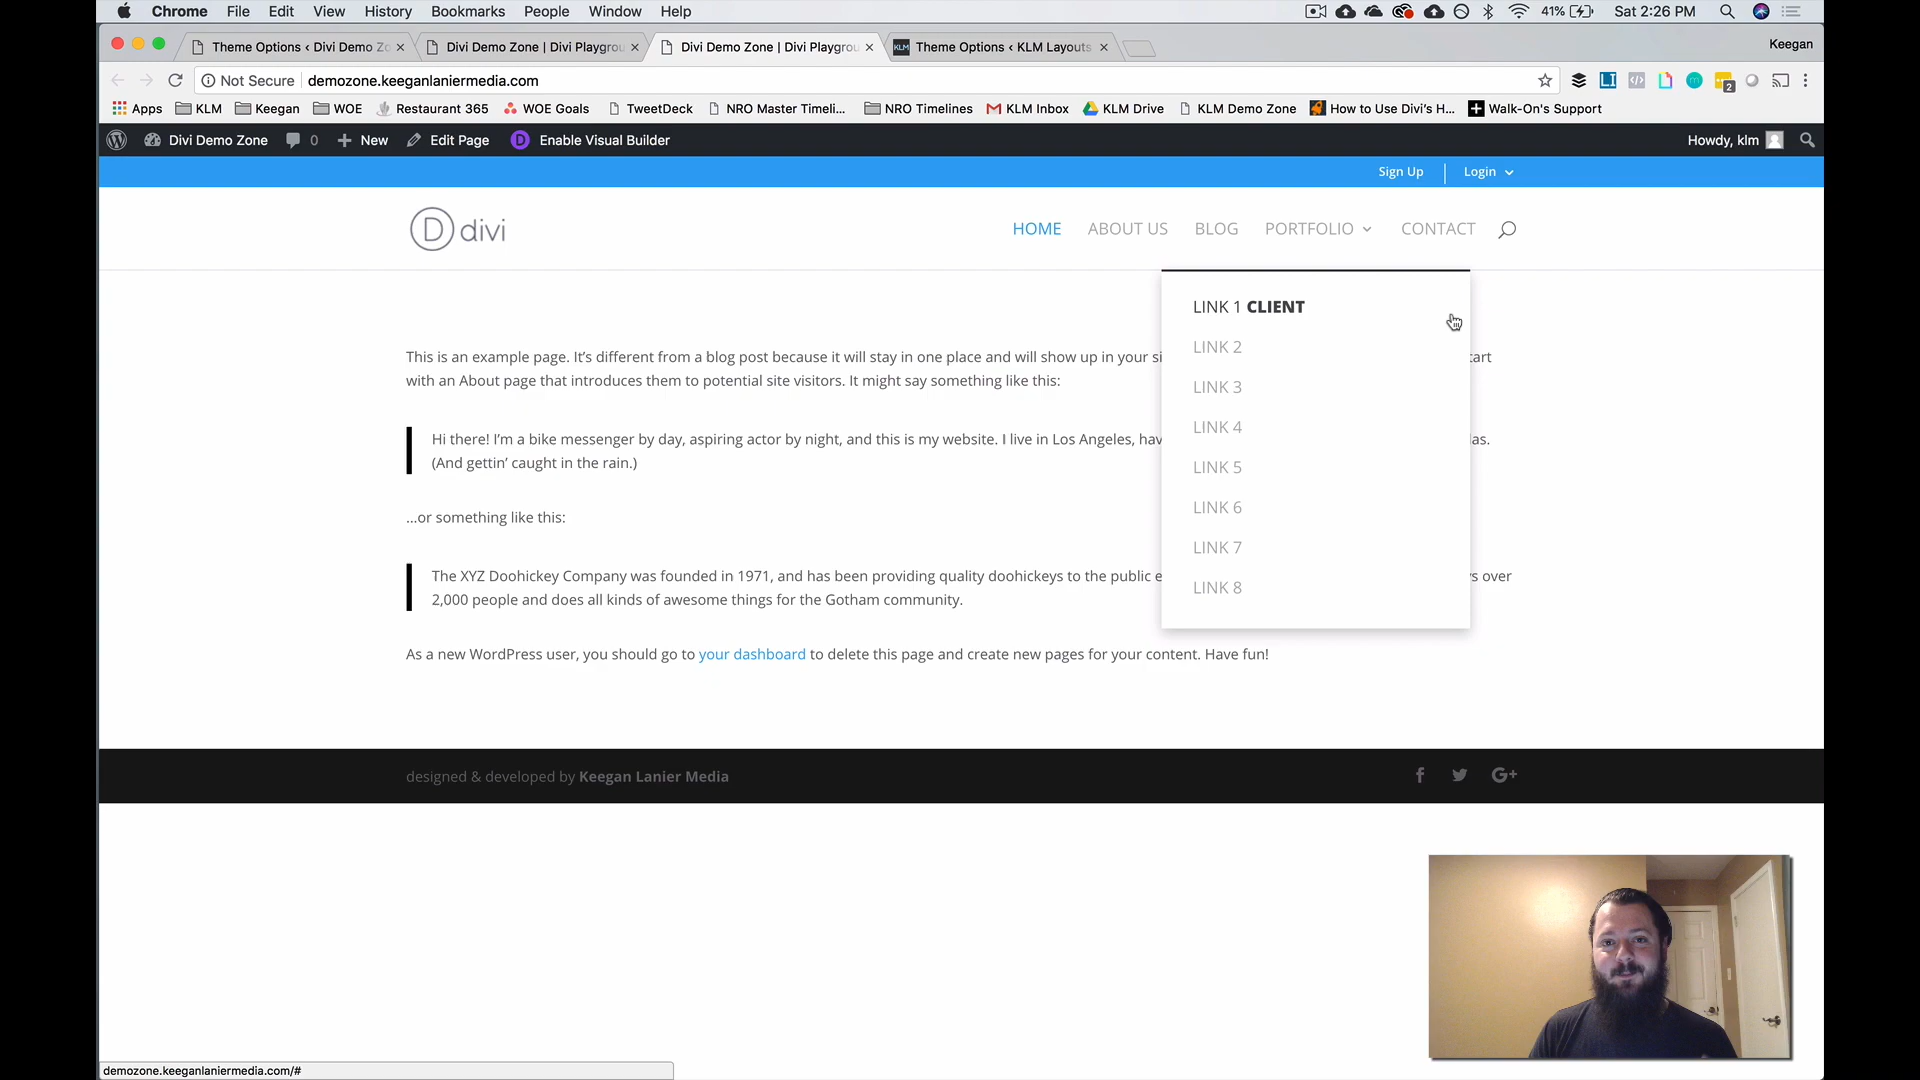 Chrome File Edit View History Bookmarks People Window Help 41% Sat 2:26 PM
Theme Options ‹ Divi Demo Zo Divi Demo Zone | Divi Playgrou Divi Demo Zone | Divi Playgrou KLM Theme Options ‹ KLM Layouts Keegan
Not Secure demozone.keeganlaniermedia.com 2
Apps KLM Keegan WOE Restaurant 365 WOE Goals TweetDeck NRO Master Timeli... NRO Timelines KLM Inbox KLM Drive KLM Demo Zone How to Use Divi's H... Walk-On's Support
Divi Demo Zone 0 New Edit Page Enable Visual Builder Howdy, klm
Sign Up Login
D divi HOME ABOUT US BLOG PORTFOLIO CONTACT
LINK 1 CLIENT
LINK 2
LINK 3
LINK 4
LINK 5
LINK 6
LINK 7
LINK 8
This is an example page. It's different from a blog post because it will stay in one place and will show up in your si tart
with an About page that introduces them to potential site visitors. It might say something like this:
Hi there! I'm a bike messenger by day, aspiring actor by night, and this is my website. I live in Los Angeles, hav las.
(And gettin' caught in the rain.)
...or something like this:
The XYZ Doohickey Company was founded in 1971, and has been providing quality doohickeys to the public e s over
2,000 people and does all kinds of awesome things for the Gotham community.
As a new WordPress user, you should go to your dashboard to delete this page and create new pages for your content. Have fun!
designed & developed by Keegan Lanier Media
demozone.keeganlaniermedia.com/#